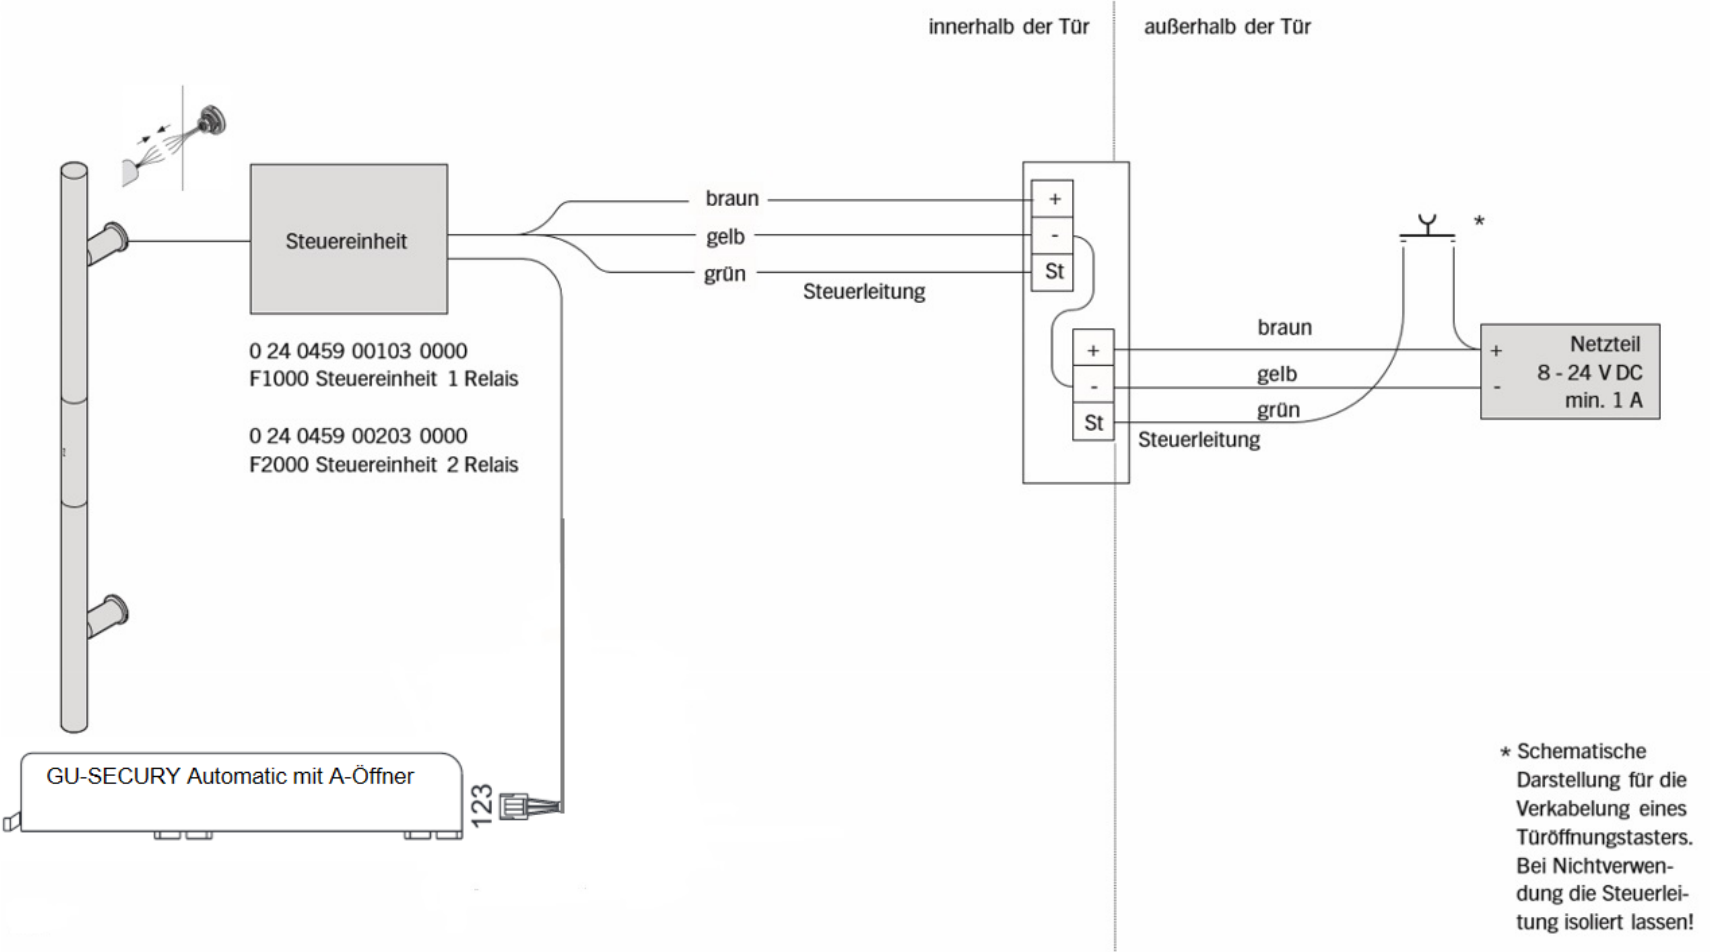 innerhalb der Tür
außerhalb der Tür
Steuereinheit
braun
gelb
grün
Steuerleitung
+
-
St
0 24 0459 00103 0000
F1000 Steuereinheit 1 Relais
0 24 0459 00203 0000
F2000 Steuereinheit 2 Relais
+
-
St
braun
gelb
grün
Steuerleitung
*
+
-
Netzteil
8 - 24 V DC
min. 1 A
GU-SECURY Automatic mit A-Öffner
123
* Schematische
Darstellung für die
Verkabelung eines
Türöffnungstasters.
Bei Nichtverwen-
dung die Steuerlei-
tung isoliert lassen!